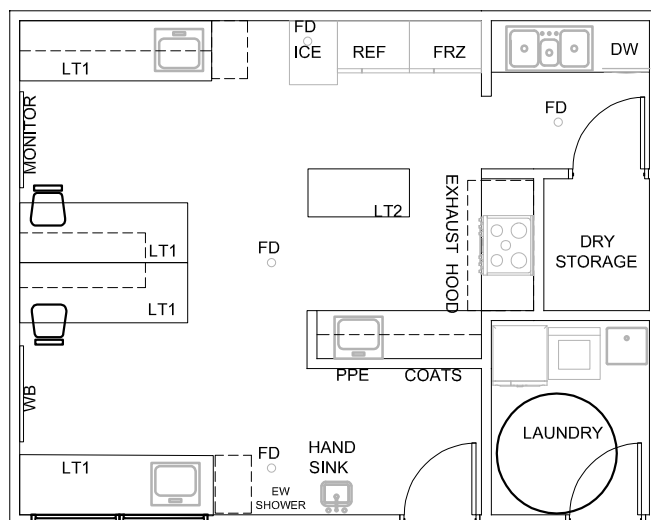 FD
ICE
REF
FRZ
DW
LT1
MONITOR
FD
EXHAUST HOOD
LT2
LT1
FD
DRY
STORAGE
LT1
PPE
COATS
WB
LAUNDRY
HAND
SINK
FD
LT1
EW
SHOWER